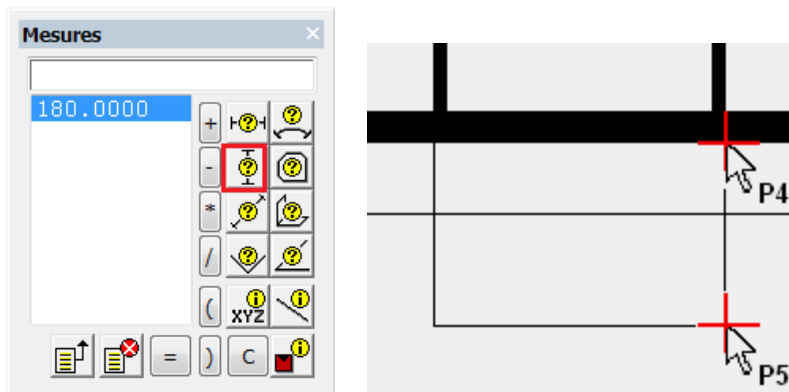 Mesures
180.0000
+
-
*
/
(
XYZ
=
)
C
P4
P5